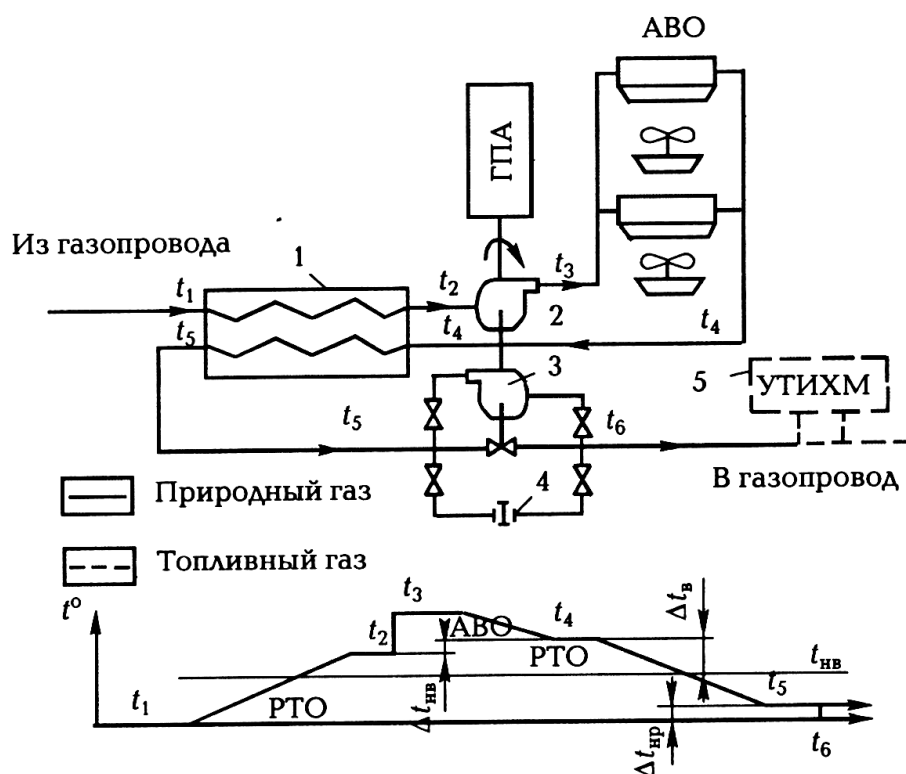 АВО
ГПА
Из газопровода
1
t₁
t₂
t₃
2
t₄
t₄
t₅
3
5
УТИХМ
t₅
t₆
В газопровод
4
Природный газ
Топливный газ
t°
t₃
t₂
АВО
t₄
Δtв
РТО
tнв
t₁
РТО
Δtнв
t₅
Δtнр
t₆